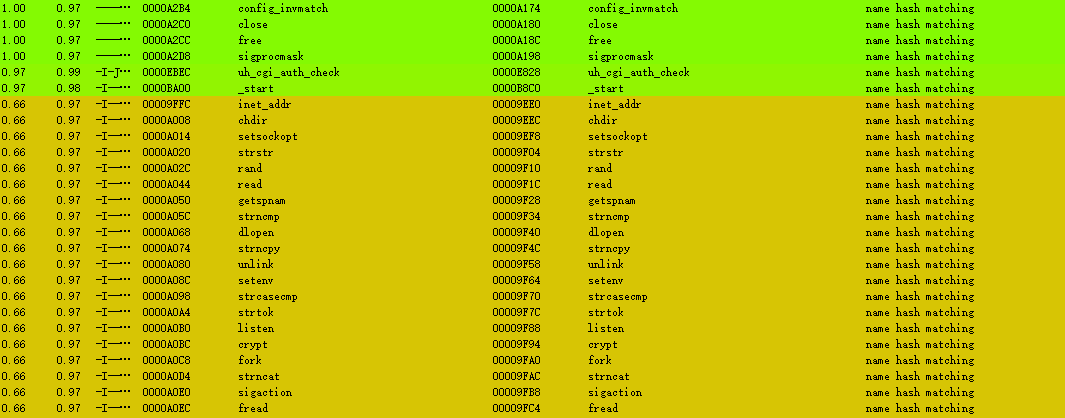 1.00 0.97 ──··· 0000A2B4 config_invmatch 0000A174 config_invmatch name hash matching
1.00 0.97 ──··· 0000A2C0 close 0000A180 close name hash matching
1.00 0.97 ──··· 0000A2CC free 0000A18C free name hash matching
1.00 0.97 ──··· 0000A2D8 sigprocmask 0000A198 sigprocmask name hash matching
0.97 0.99 -I-J··· 0000EBEC uh_cgi_auth_check 0000E828 uh_cgi_auth_check name hash matching
0.97 0.98 -I─··· 0000BA00 _start 0000B8C0 _start name hash matching
0.66 0.97 -I─··· 00009FFC inet_addr 00009EE0 inet_addr name hash matching
0.66 0.97 -I─··· 0000A008 chdir 00009EEC chdir name hash matching
0.66 0.97 -I─··· 0000A014 setsockopt 00009EF8 setsockopt name hash matching
0.66 0.97 -I─··· 0000A020 strstr 00009F04 strstr name hash matching
0.66 0.97 -I─··· 0000A02C rand 00009F10 rand name hash matching
0.66 0.97 -I─··· 0000A044 read 00009F1C read name hash matching
0.66 0.97 -I─··· 0000A050 getspnam 00009F28 getspnam name hash matching
0.66 0.97 -I─··· 0000A05C strncmp 00009F34 strncmp name hash matching
0.66 0.97 -I─··· 0000A068 dlopen 00009F40 dlopen name hash matching
0.66 0.97 -I─··· 0000A074 strncpy 00009F4C strncpy name hash matching
0.66 0.97 -I─··· 0000A080 unlink 00009F58 unlink name hash matching
0.66 0.97 -I─··· 0000A08C setenv 00009F64 setenv name hash matching
0.66 0.97 -I─··· 0000A098 strcasecmp 00009F70 strcasecmp name hash matching
0.66 0.97 -I─··· 0000A0A4 strtok 00009F7C strtok name hash matching
0.66 0.97 -I─··· 0000A0B0 listen 00009F88 listen name hash matching
0.66 0.97 -I─··· 0000A0BC crypt 00009F94 crypt name hash matching
0.66 0.97 -I─··· 0000A0C8 fork 00009FA0 fork name hash matching
0.66 0.97 -I─··· 0000A0D4 strncat 00009FAC strncat name hash matching
0.66 0.97 -I─··· 0000A0E0 sigaction 00009FB8 sigaction name hash matching
0.66 0.97 -I─··· 0000A0EC fread 00009FC4 fread name hash matching